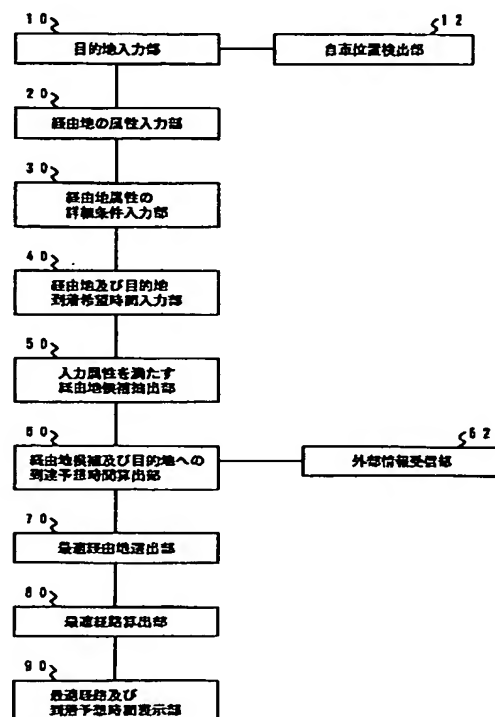 10
12
目的地入力部
自車位置検出部
20
経由地の属性入力部
30
経由地属性の
詳細条件入力部
40
経由地及び目的地
到着希望時間入力部
50
入力属性を満たす
経由地候補抽出部
60
62
経由地候補及び目的地への
到達予想時間算出部
外部情報受信部
70
最適経由地選出部
80
最適経路算出部
90
最適経路及び
到着予想時間表示部